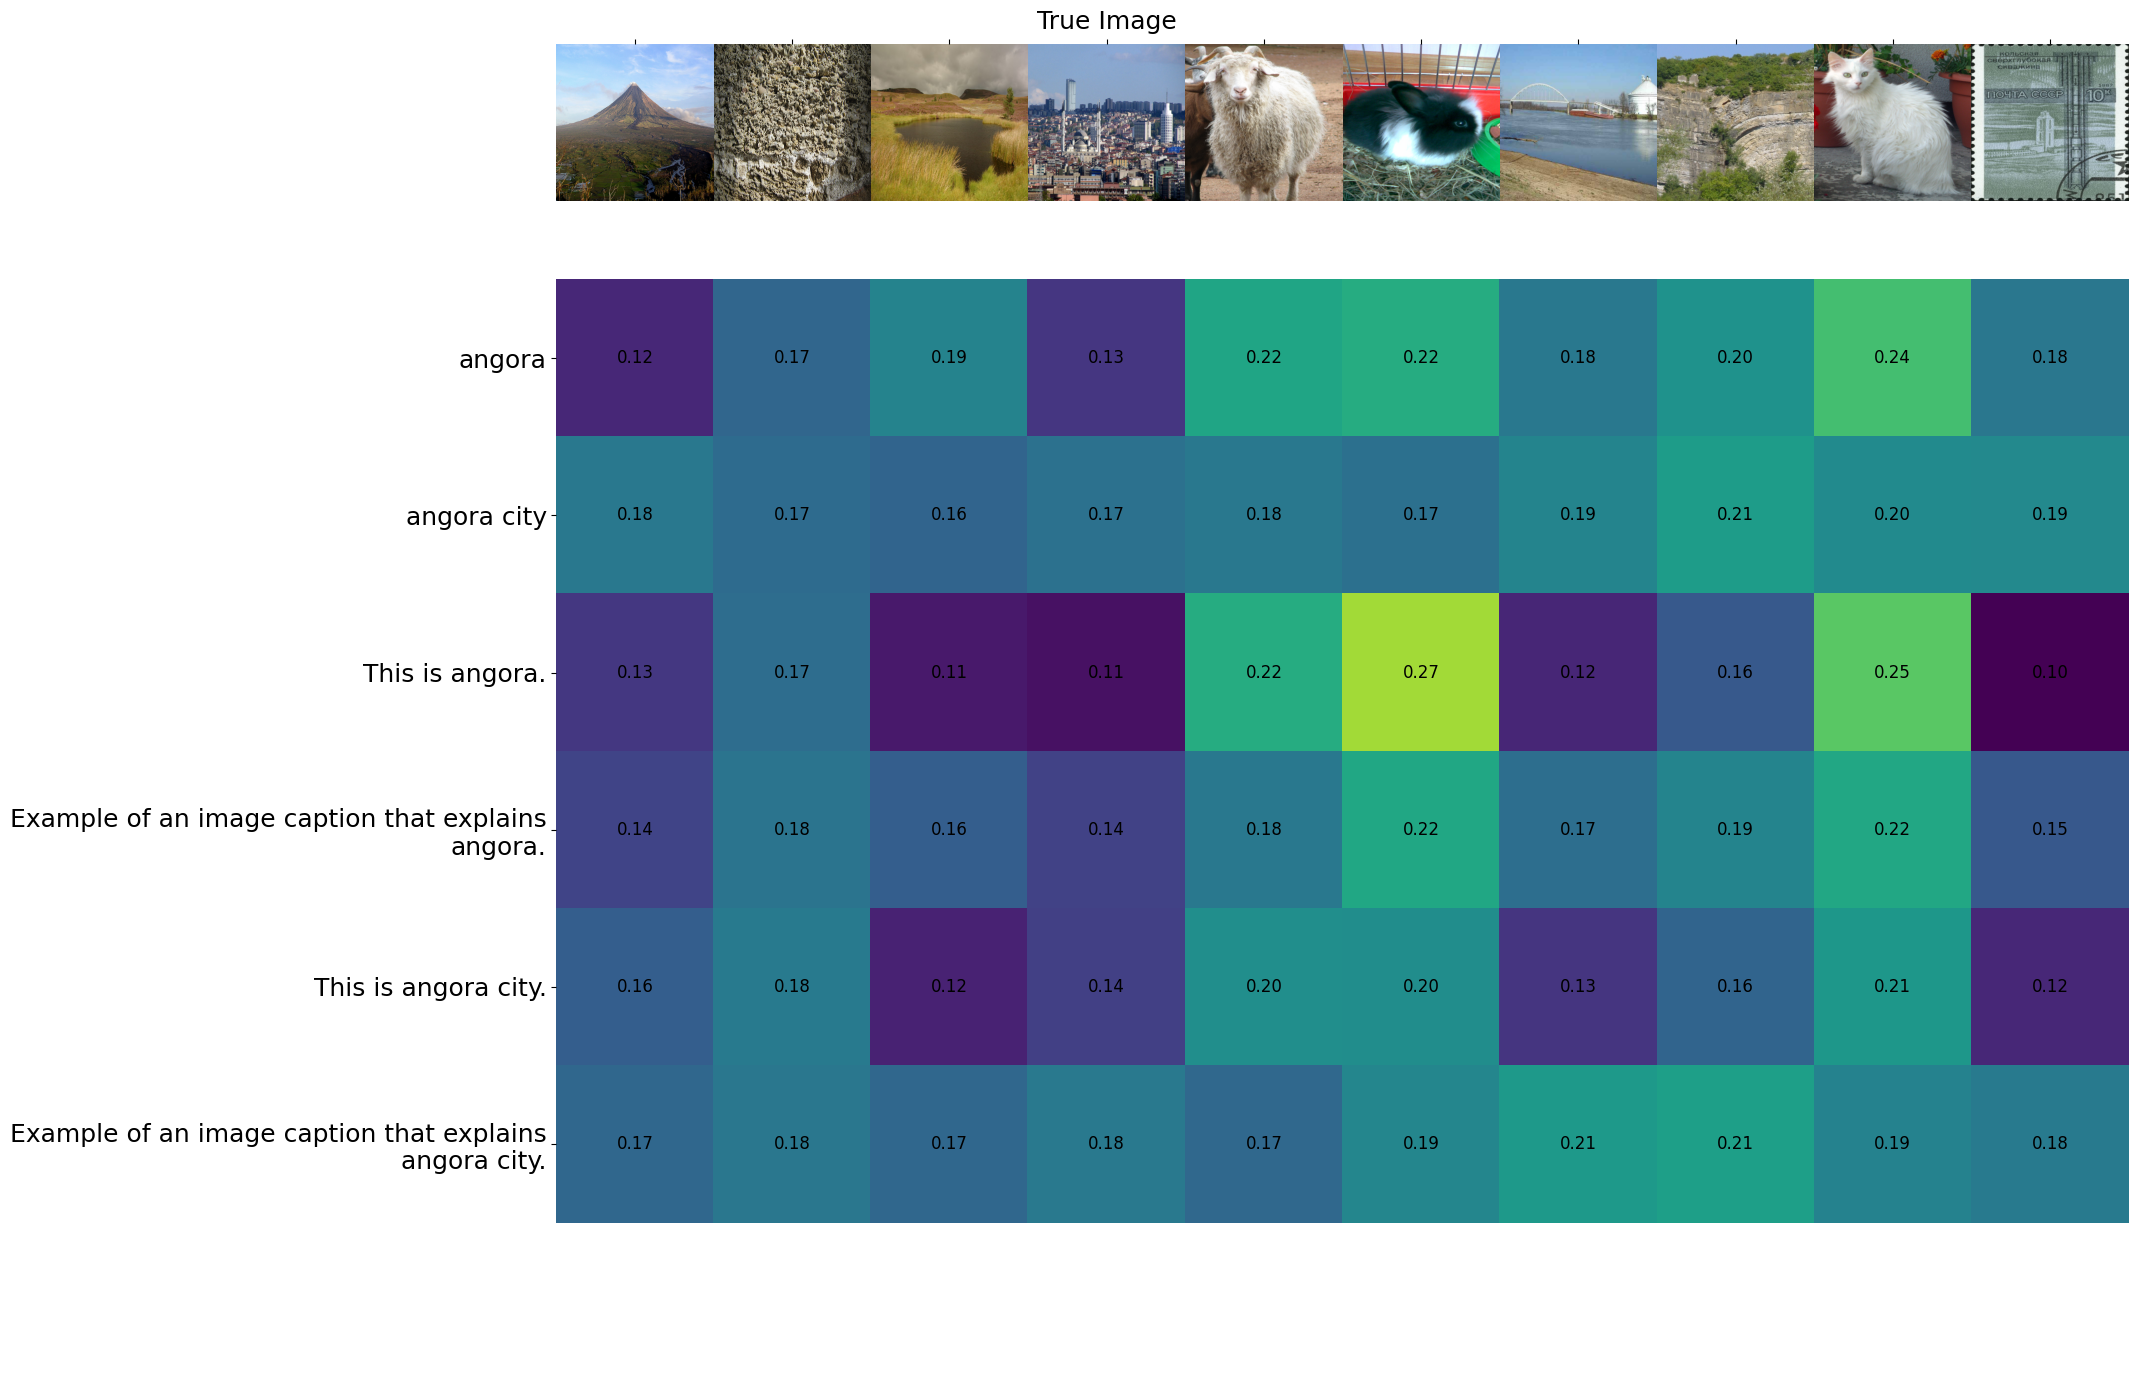 True Image
КОЛЬСКАЯ
СВЕРХГЛУБОКАЯ
СКВАЖИНА
1987
ПОЧТА СССР 10к
angora 0.12 0.17 0.19 0.13 0.22 0.22 0.18 0.20 0.24 0.18
angora city 0.18 0.17 0.16 0.17 0.18 0.17 0.19 0.21 0.20 0.19
This is angora. 0.13 0.17 0.11 0.11 0.22 0.27 0.12 0.16 0.25 0.10
Example of an image caption that explains
angora. 0.14 0.18 0.16 0.14 0.18 0.22 0.17 0.19 0.22 0.15
This is angora city. 0.16 0.18 0.12 0.14 0.20 0.20 0.13 0.16 0.21 0.12
Example of an image caption that explains
angora city. 0.17 0.18 0.17 0.18 0.17 0.19 0.21 0.21 0.19 0.18